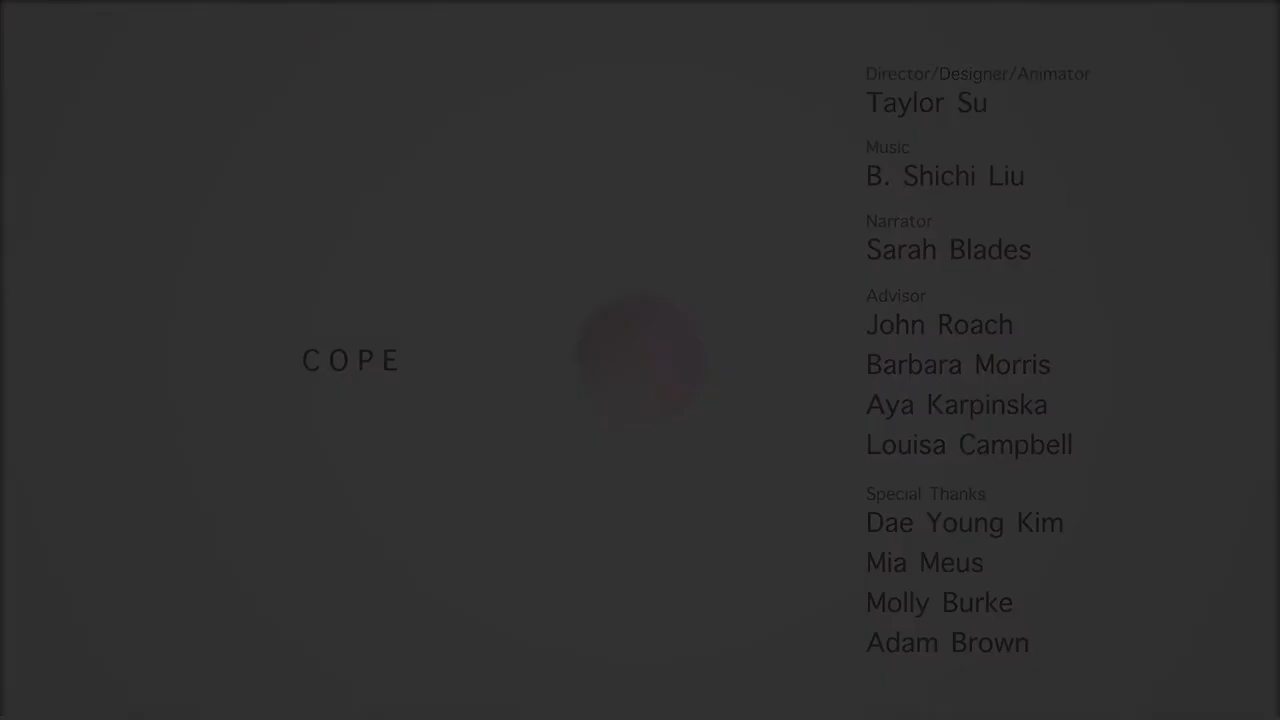 COPE
Director/Designer/Animator
Taylor Su
Music
B. Shichi Liu
Narrator
Sarah Blades
Advisor
John Roach
Barbara Morris
Aya Karpinska
Louisa Campbell
Special Thanks
Dae Young Kim
Mia Meus
Molly Burke
Adam Brown